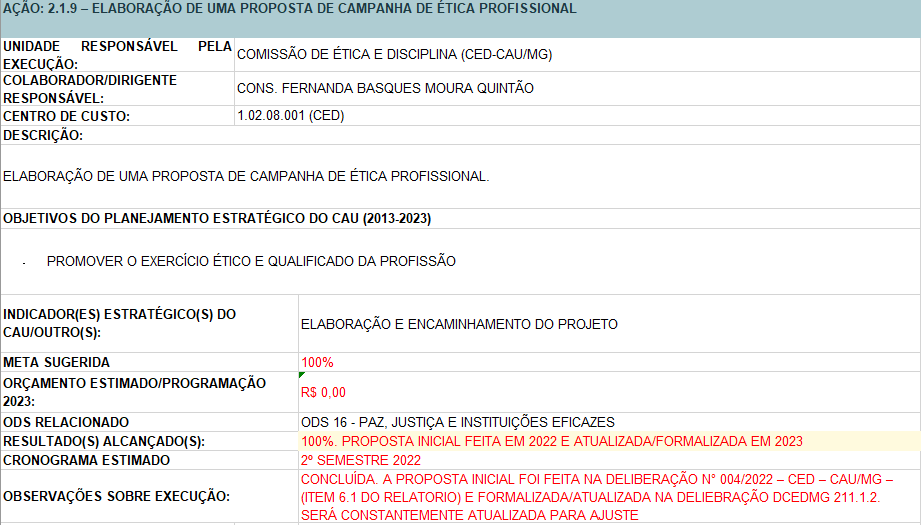 AÇÃO: 2.1.9 – ELABORAÇÃO DE UMA PROPOSTA DE CAMPANHA DE ÉTICA PROFISSIONAL
UNIDADE RESPONSÁVEL PELA
EXECUÇÃO:
COMISSÃO DE ÉTICA E DISCIPLINA (CED-CAU/MG)
COLABORADOR/DIRIGENTE
RESPONSÁVEL:
CONS. FERNANDA BASQUES MOURA QUINTÃO
CENTRO DE CUSTO:
1.02.08.001 (CED)
DESCRIÇÃO:
ELABORAÇÃO DE UMA PROPOSTA DE CAMPANHA DE ÉTICA PROFISSIONAL.
OBJETIVOS DO PLANEJAMENTO ESTRATÉGICO DO CAU (2013-2023)
- PROMOVER O EXERCÍCIO ÉTICO E QUALIFICADO DA PROFISSÃO
INDICADOR(ES) ESTRATÉGICO(S) DO
CAU/OUTRO(S):
ELABORAÇÃO E ENCAMINHAMENTO DO PROJETO
META SUGERIDA
100%
ORÇAMENTO ESTIMADO/PROGRAMAÇÃO
2023:
R$ 0,00
ODS RELACIONADO
ODS 16 - PAZ, JUSTIÇA E INSTITUIÇÕES EFICAZES
RESULTADO(S) ALCANÇADO(S):
100%. PROPOSTA INICIAL FEITA EM 2022 E ATUALIZADA/FORMALIZADA EM 2023
CRONOGRAMA ESTIMADO
2º SEMESTRE 2022
OBSERVAÇÕES SOBRE EXECUÇÃO:
CONCLUÍDA. A PROPOSTA INICIAL FOI FEITA NA DELIBERAÇÃO N° 004/2022 – CED – CAU/MG –
(ITEM 6.1 DO RELATORIO) E FORMALIZADA/ATUALIZADA NA DELIEBRAÇÃO DCEDMG 211.1.2.
SERÁ CONSTANTEMENTE ATUALIZADA PARA AJUSTE